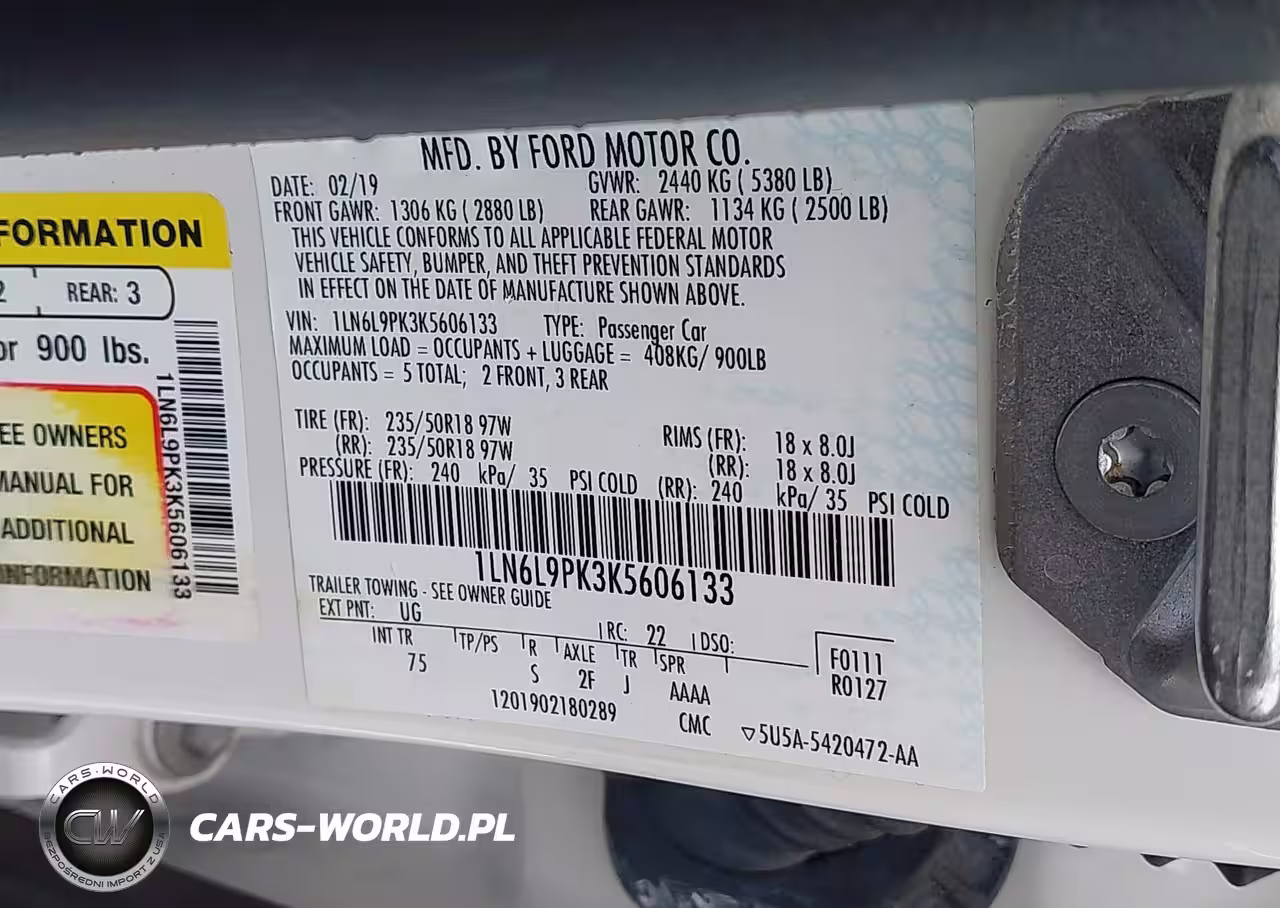 MFD. BY FORD MOTOR CO.
DATE: 02/19 GVWR: 2440 KG ( 5380 LB)
FRONT GAWR: 1306 KG ( 2880 LB) REAR GAWR: 1134 KG ( 2500 LB)
THIS VEHICLE CONFORMS TO ALL APPLICABLE FEDERAL MOTOR
VEHICLE SAFETY, BUMPER, AND THEFT PREVENTION STANDARDS
IN EFFECT ON THE DATE OF MANUFACTURE SHOWN ABOVE.
VIN: 1LN6L9PK3K5606133 TYPE: Passenger Car
MAXIMUM LOAD = OCCUPANTS + LUGGAGE = 408KG/ 900LB
OCCUPANTS = 5 TOTAL; 2 FRONT, 3 REAR
TIRE (FR): 235/50R18 97W RIMS (FR): 18 x 8.0J
(RR): 235/50R18 97W (RR): 18 x 8.0J
PRESSURE (FR): 240 kPa/ 35 PSI COLD (RR): 240 kPa/ 35 PSI COLD
1LN6L9PK3K5606133
TRAILER TOWING - SEE OWNER GUIDE
EXT PNT: UG RC: 22 DSO:
INT TR TP/PS R AXLE TR SPR
75 S 2F J AAAA
F0111
R0127
1201902180289 CMC ▽5U5A-5420472-AA
FORMATION
2 REAR: 3
or 900 lbs.
EE OWNERS
MANUAL FOR
ADDITIONAL
INFORMATION
1LN6L9PK3K5606133
CARS-WORLD
CW
BEZPOŚREDNI IMPORT Z USA
CARS-WORLD.PL